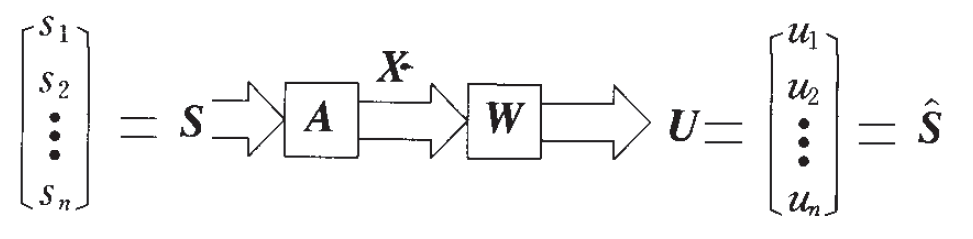 [s₁ s₂ ⋮ sₙ] = S A X W U = [u₁ u₂ ⋮ uₙ] = Ŝ